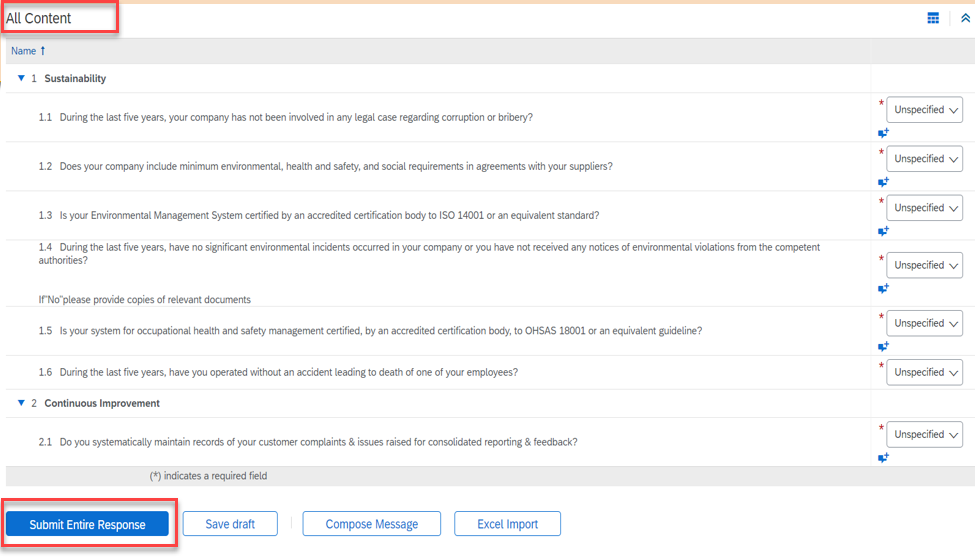 All Content
Name ↑
1 Sustainability
1.1 During the last five years, your company has not been involved in any legal case regarding corruption or bribery?
* Unspecified
1.2 Does your company include minimum environmental, health and safety, and social requirements in agreements with your suppliers?
* Unspecified
1.3 Is your Environmental Management System certified by an accredited certification body to ISO 14001 or an equivalent standard?
* Unspecified
1.4 During the last five years, have no significant environmental incidents occurred in your company or you have not received any notices of environmental violations from the competent
authorities?
* Unspecified
If"No"please provide copies of relevant documents
1.5 Is your system for occupational health and safety management certified, by an accredited certification body, to OHSAS 18001 or an equivalent guideline?
* Unspecified
1.6 During the last five years, have you operated without an accident leading to death of one of your employees?
* Unspecified
2 Continuous Improvement
2.1 Do you systematically maintain records of your customer complaints & issues raised for consolidated reporting & feedback?
* Unspecified
(*) indicates a required field
Submit Entire Response
Save draft
Compose Message
Excel Import